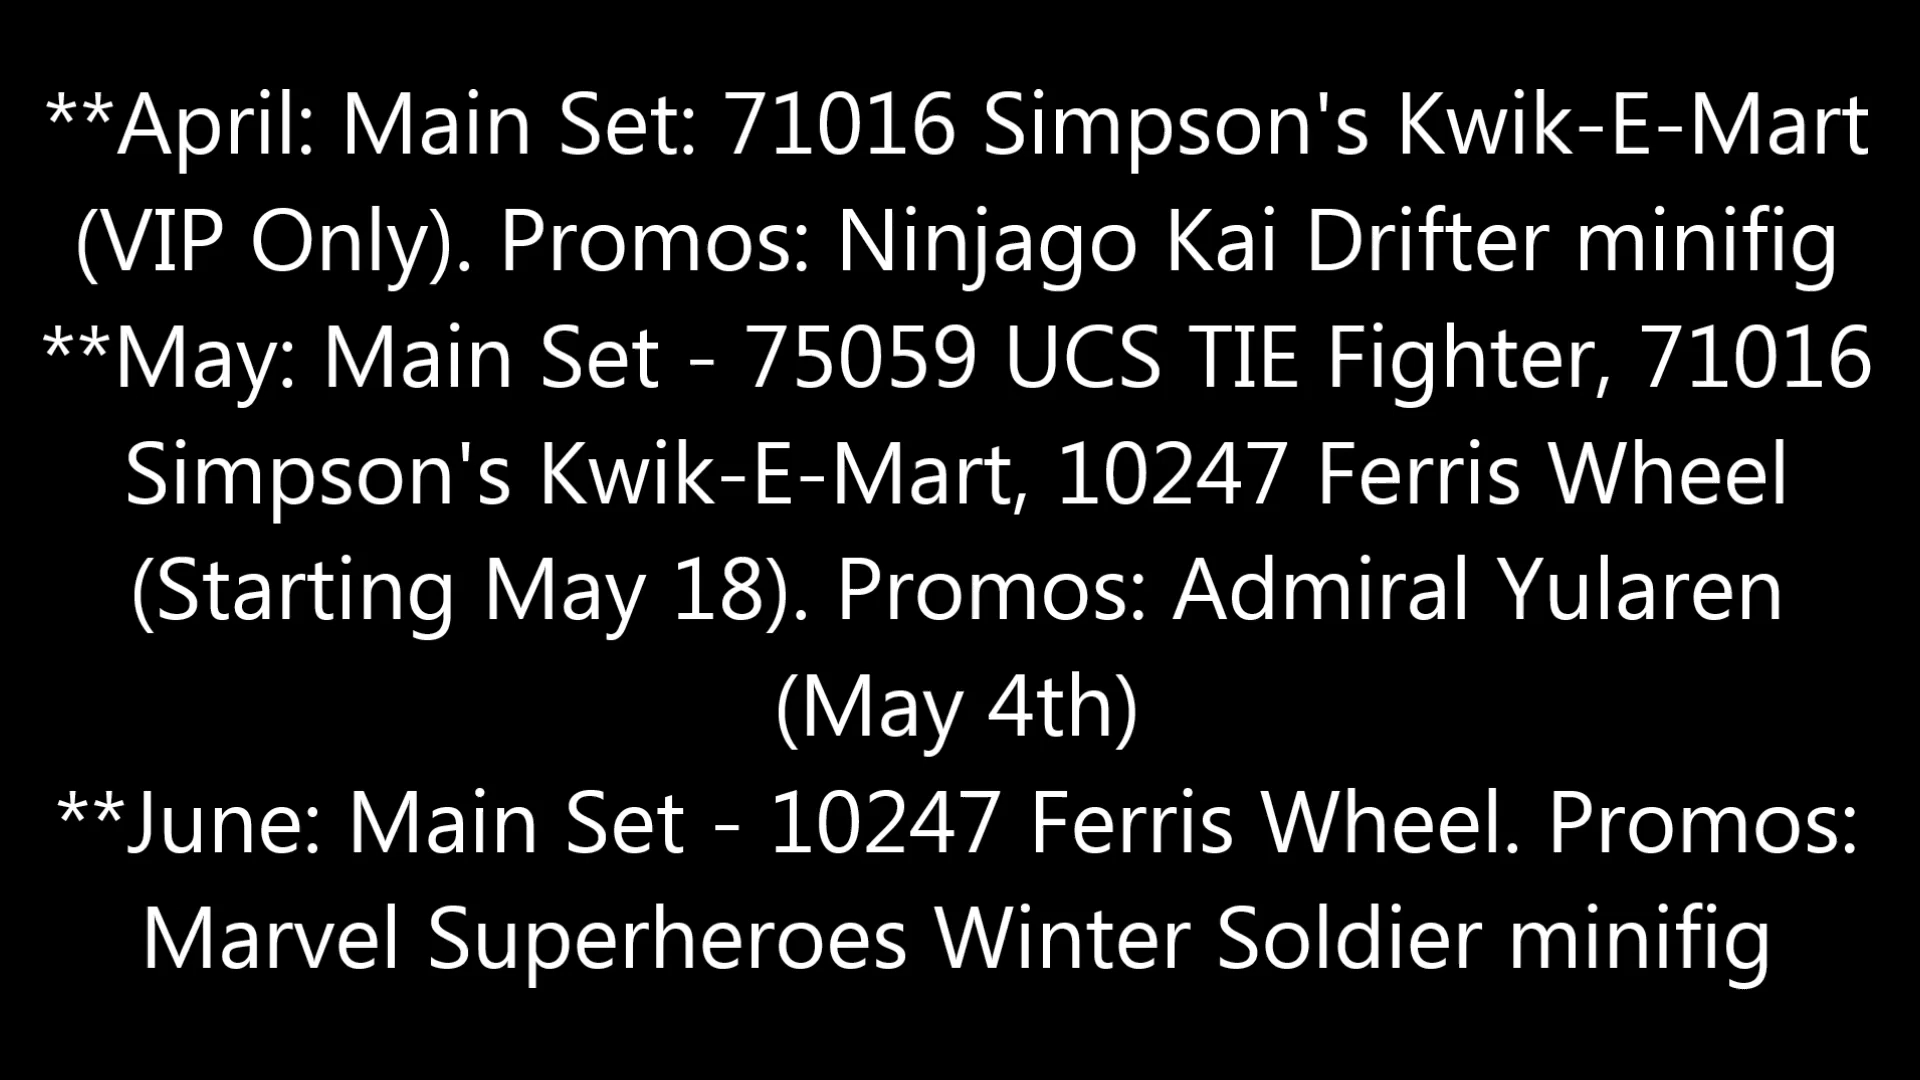 **April: Main Set: 71016 Simpson's Kwik-E-Mart
(VIP Only). Promos: Ninjago Kai Drifter minifig
**May: Main Set - 75059 UCS TIE Fighter, 71016
Simpson's Kwik-E-Mart, 10247 Ferris Wheel
(Starting May 18). Promos: Admiral Yularen
(May 4th)
**June: Main Set - 10247 Ferris Wheel. Promos:
Marvel Superheroes Winter Soldier minifig